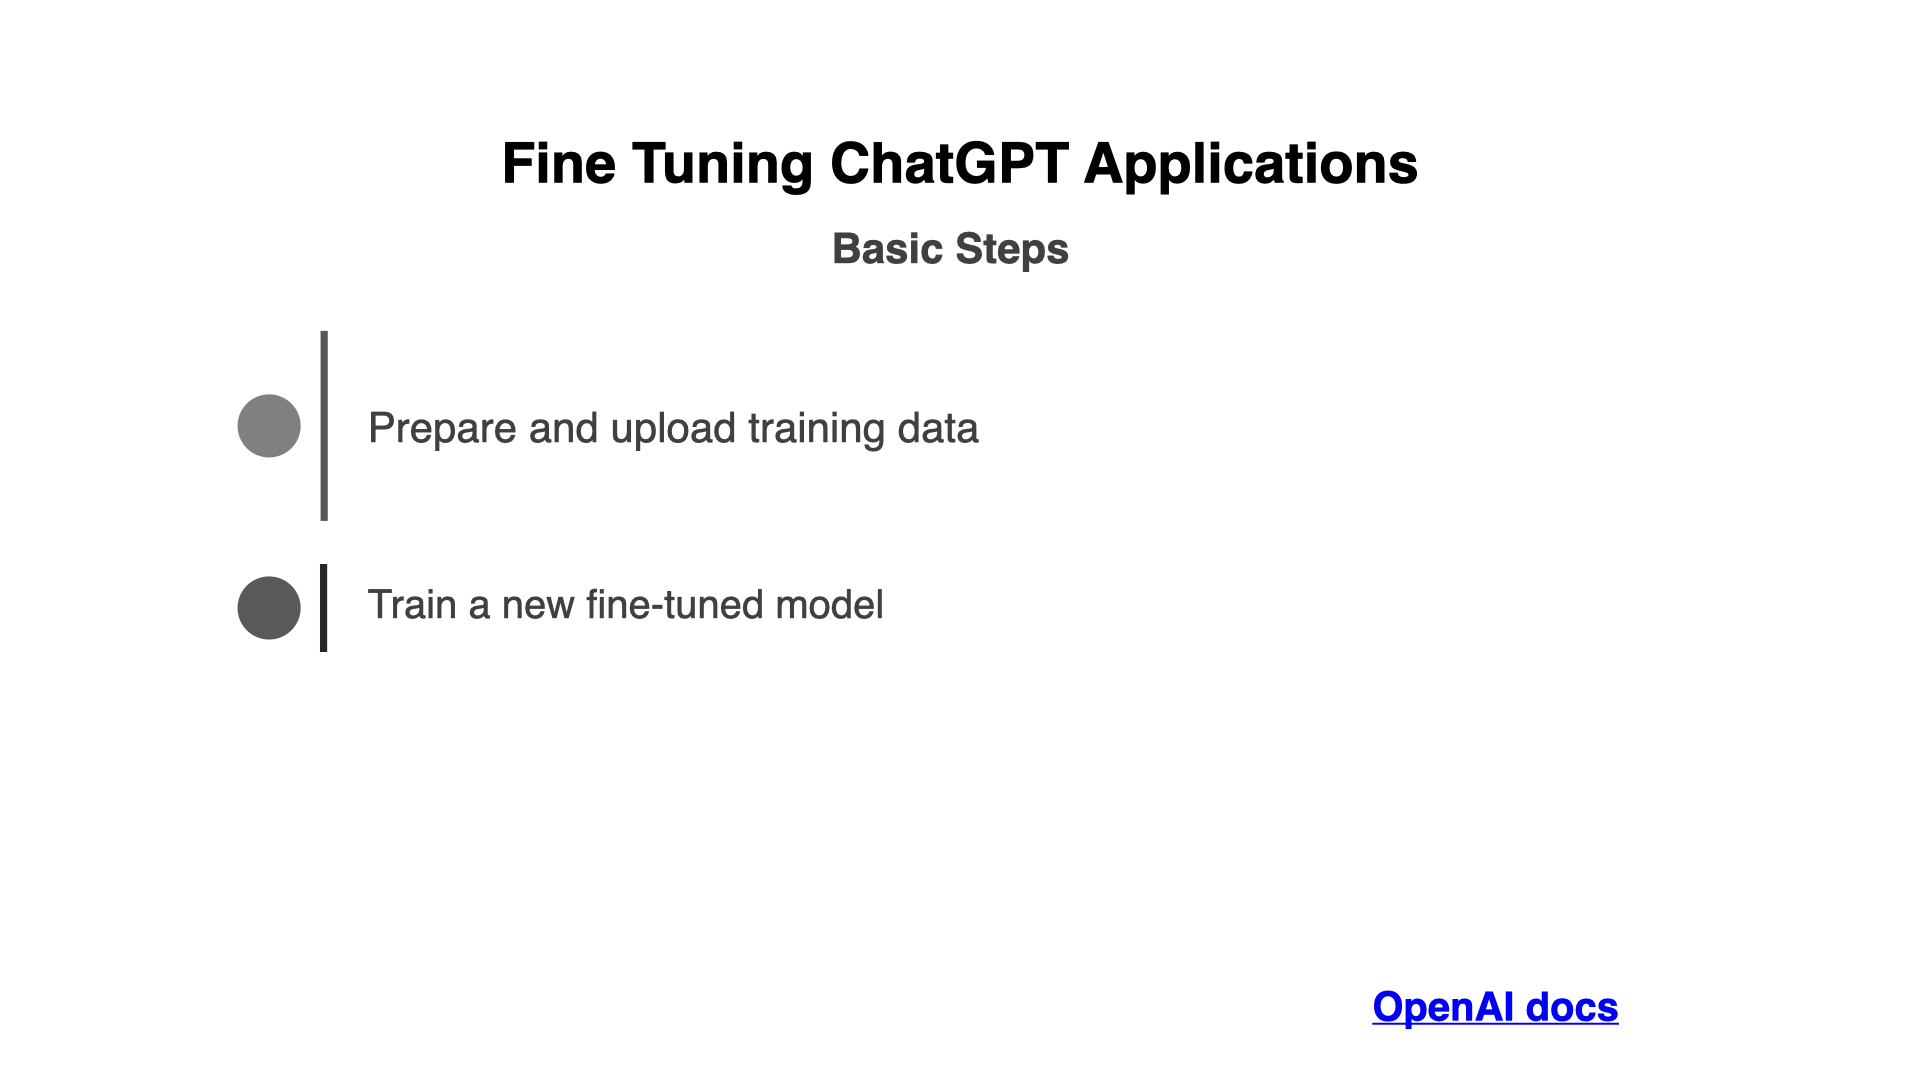 Fine Tuning ChatGPT Applications
Basic Steps
Prepare and upload training data
Train a new fine-tuned model
OpenAI docs